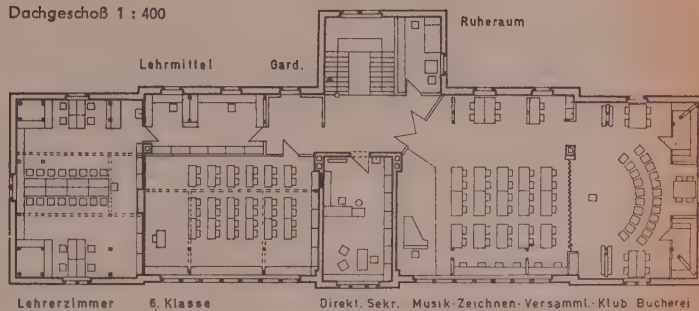 Dachgeschoß 1 : 400
Ruheraum
Lehrmittel Gard.
Lehrerzimmer 6. Klasse Direkt. Sekr. Musik-Zeichnen-Versamml.-Klub Bücherei